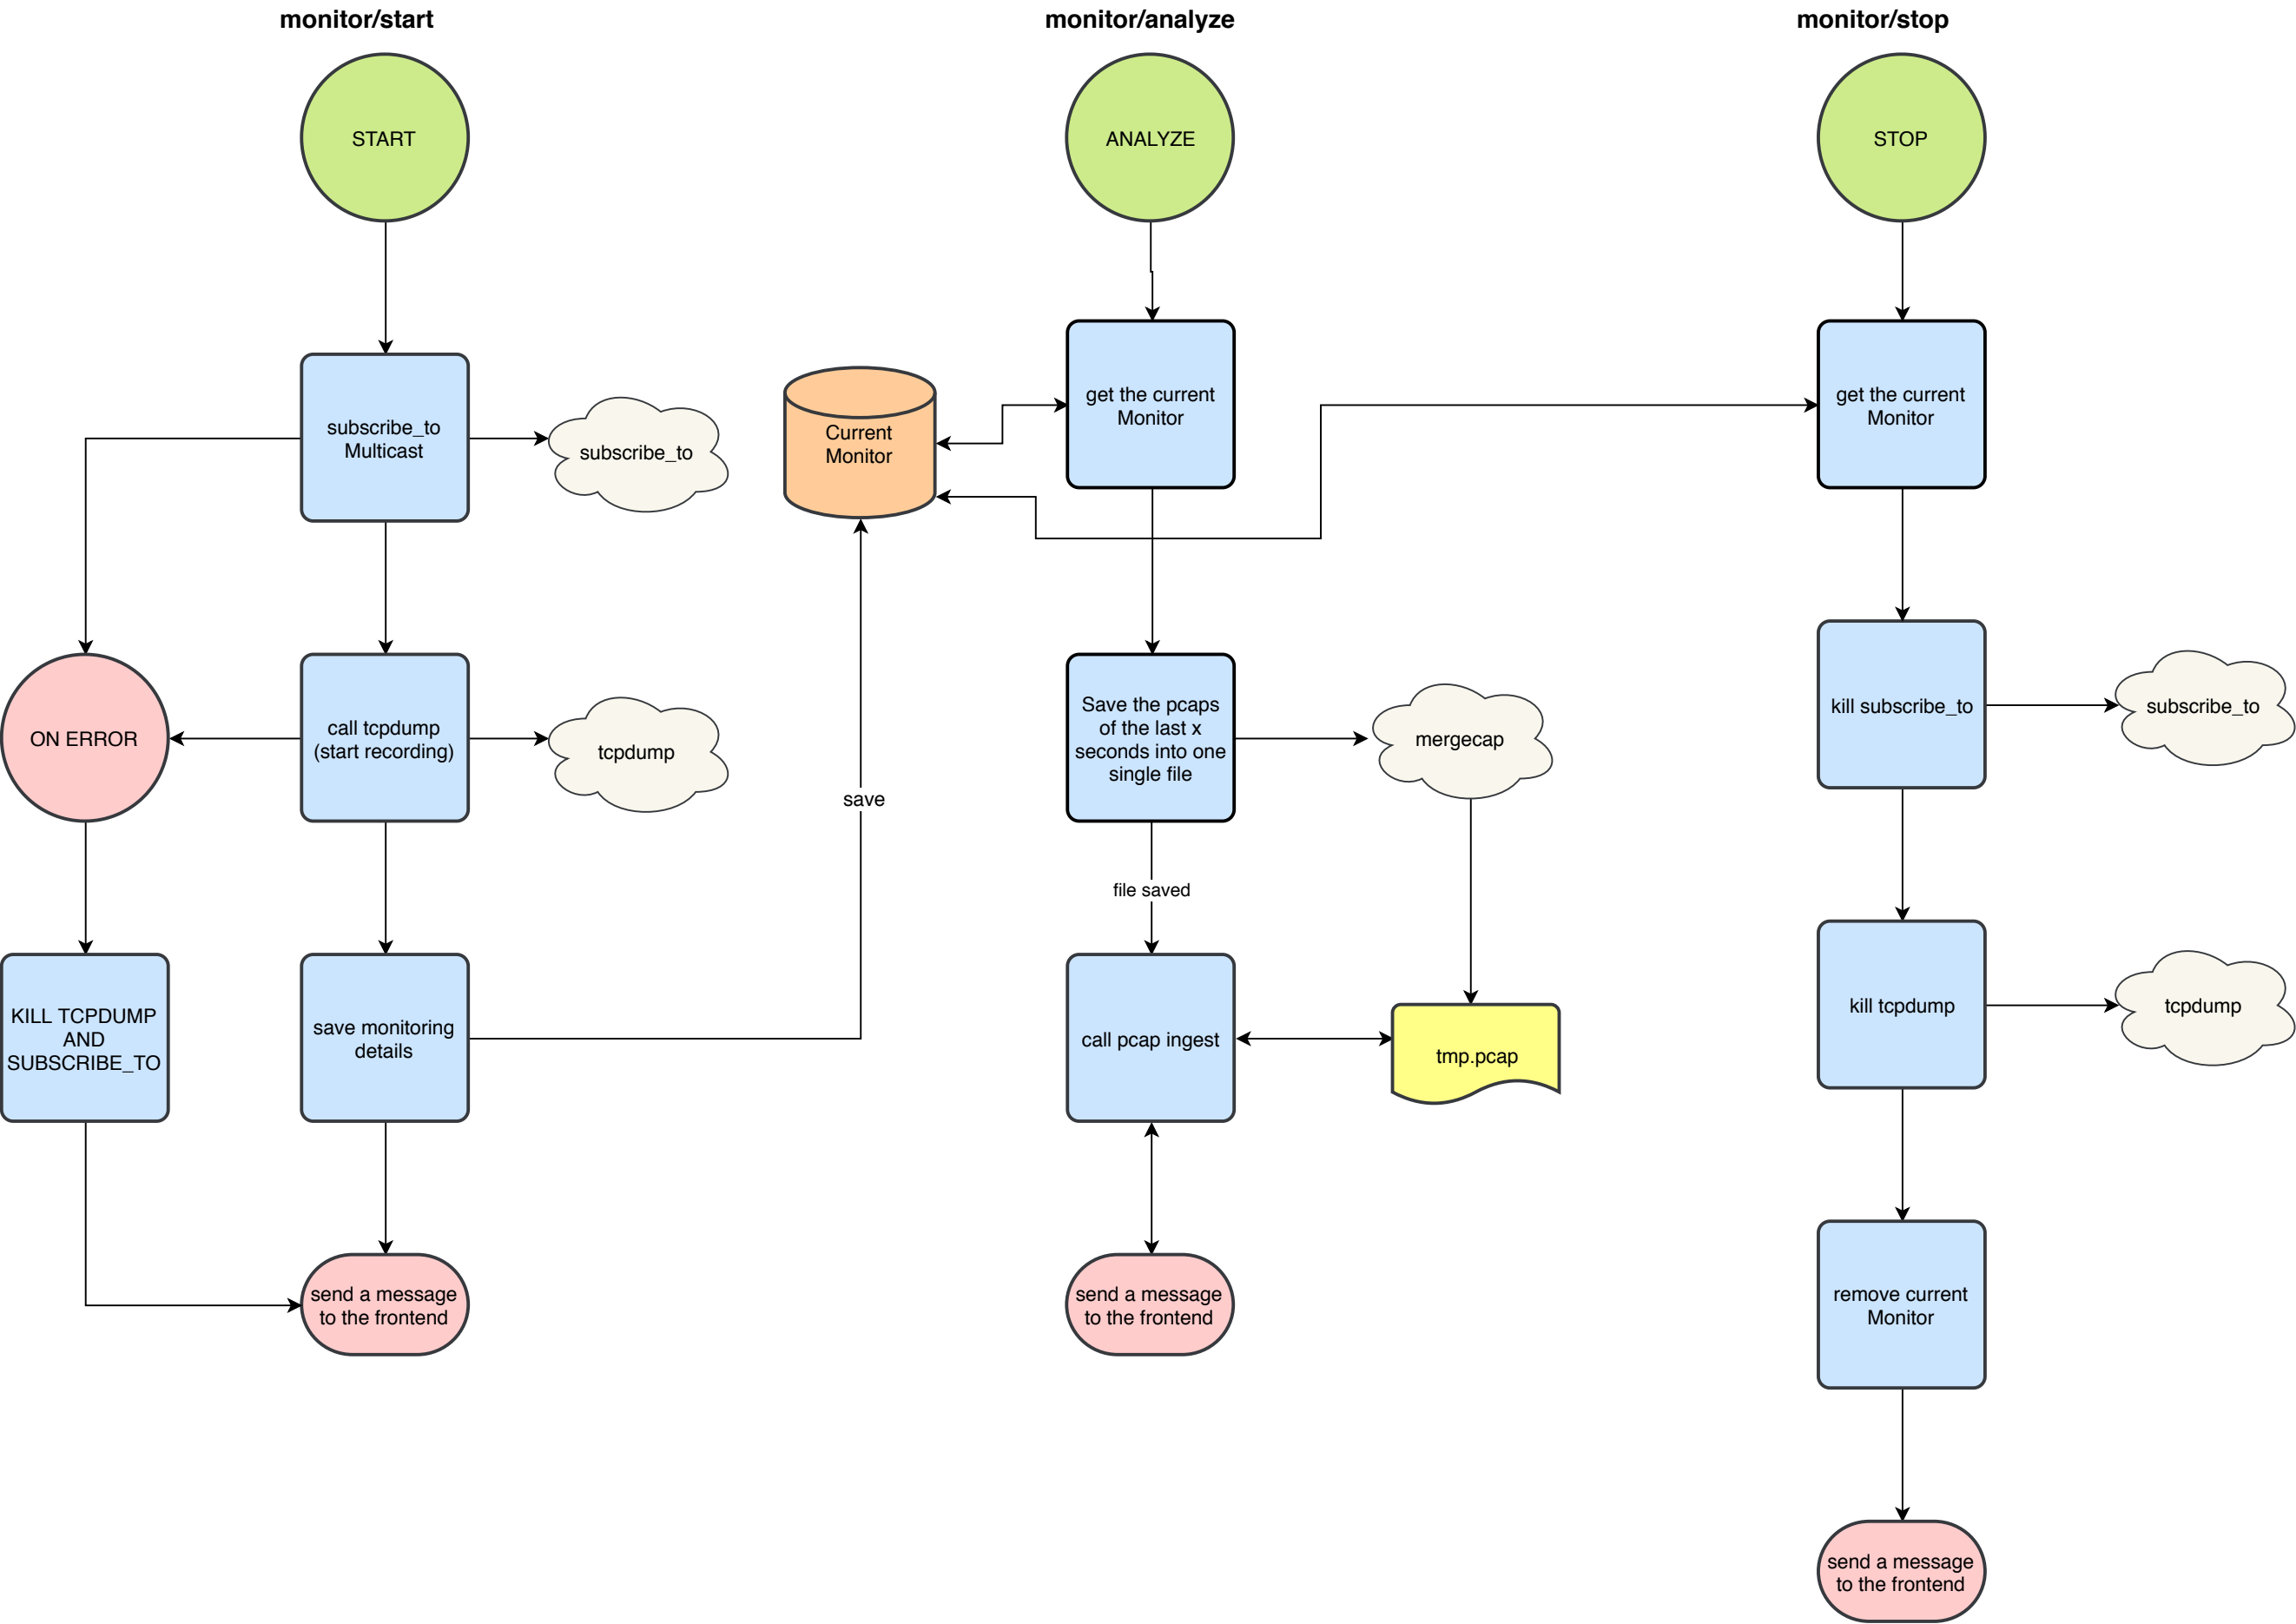 monitor/start
START
subscribe_to
Multicast
subscribe_to
ON ERROR
call tcpdump
(start recording)
tcpdump
KILL TCPDUMP
AND
SUBSCRIBE_TO
save monitoring
details
send a message
to the frontend
save
Current
Monitor
monitor/analyze
ANALYZE
get the current
Monitor
Save the pcaps
of the last x
seconds into one
single file
mergecap
file saved
call pcap ingest
tmp.pcap
send a message
to the frontend
monitor/stop
STOP
get the current
Monitor
kill subscribe_to
subscribe_to
kill tcpdump
tcpdump
remove current
Monitor
send a message
to the frontend